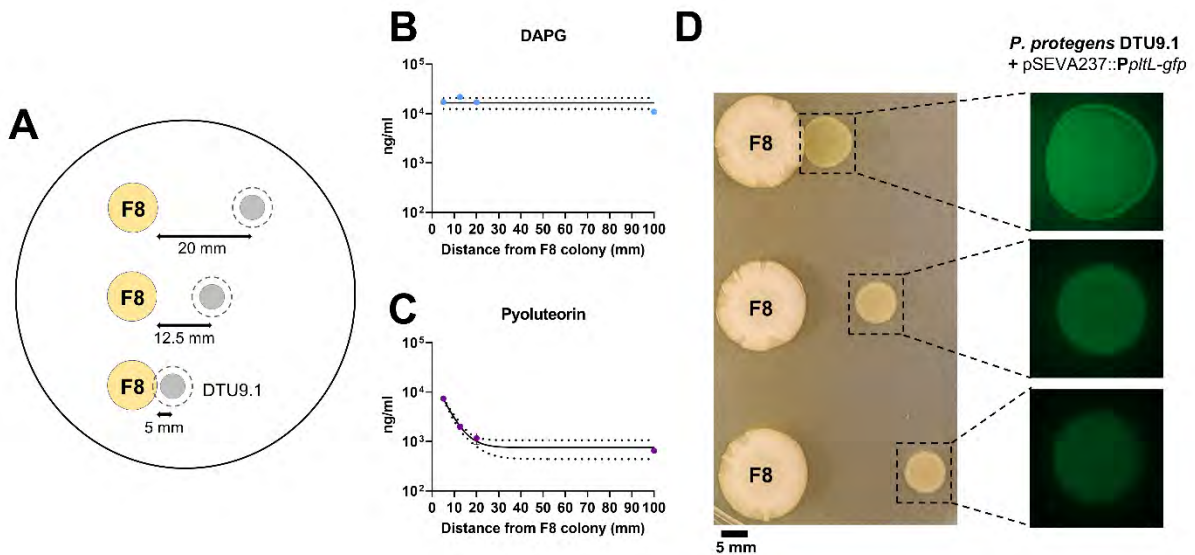 A
F8
20 mm
F8
12.5 mm
F8
DTU9.1
5 mm
B
DAPG
10⁵
10⁴
10³
10²
ng/ml
0 10 20 30 40 50 60 70 80 90 100
Distance from F8 colony (mm)
C
Pyoluteorin
10⁵
10⁴
10³
10²
ng/ml
0 10 20 30 40 50 60 70 80 90 100
Distance from F8 colony (mm)
D
P. protegens DTU9.1
+ pSEVA237::PpltL-gfp
F8
F8
F8
5 mm